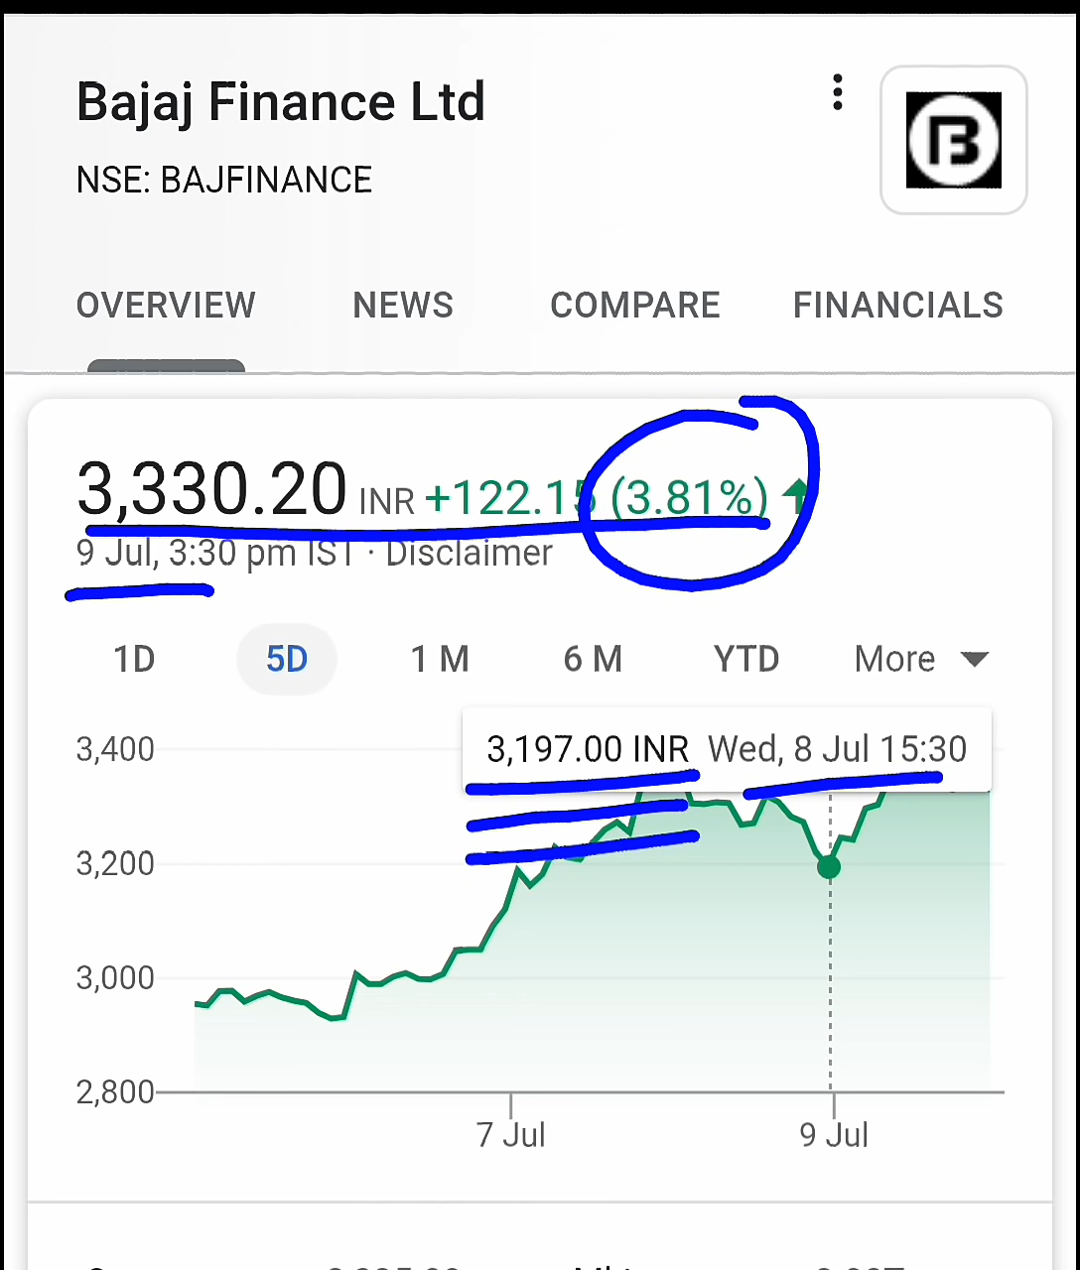 Bajaj Finance Ltd
B
NSE: BAJFINANCE
OVERVIEW NEWS COMPARE FINANCIALS
3,330.20 INR +122.15 (3.81%)
9 Jul, 3:30 pm IST · Disclaimer
1D 5D 1 M 6 M YTD More
3,197.00 INR Wed, 8 Jul 15:30
3,400
3,200
3,000
2,800
7 Jul 9 Jul